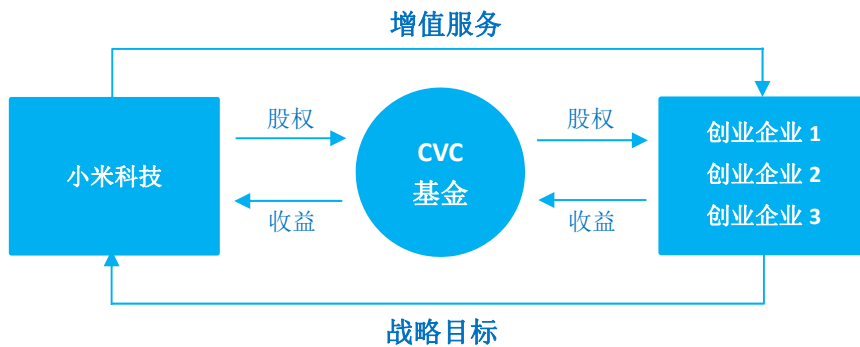 增值服务
股权
股权
小米科技
CVC
基金
创业企业 1
创业企业 2
创业企业 3
收益
收益
战略目标